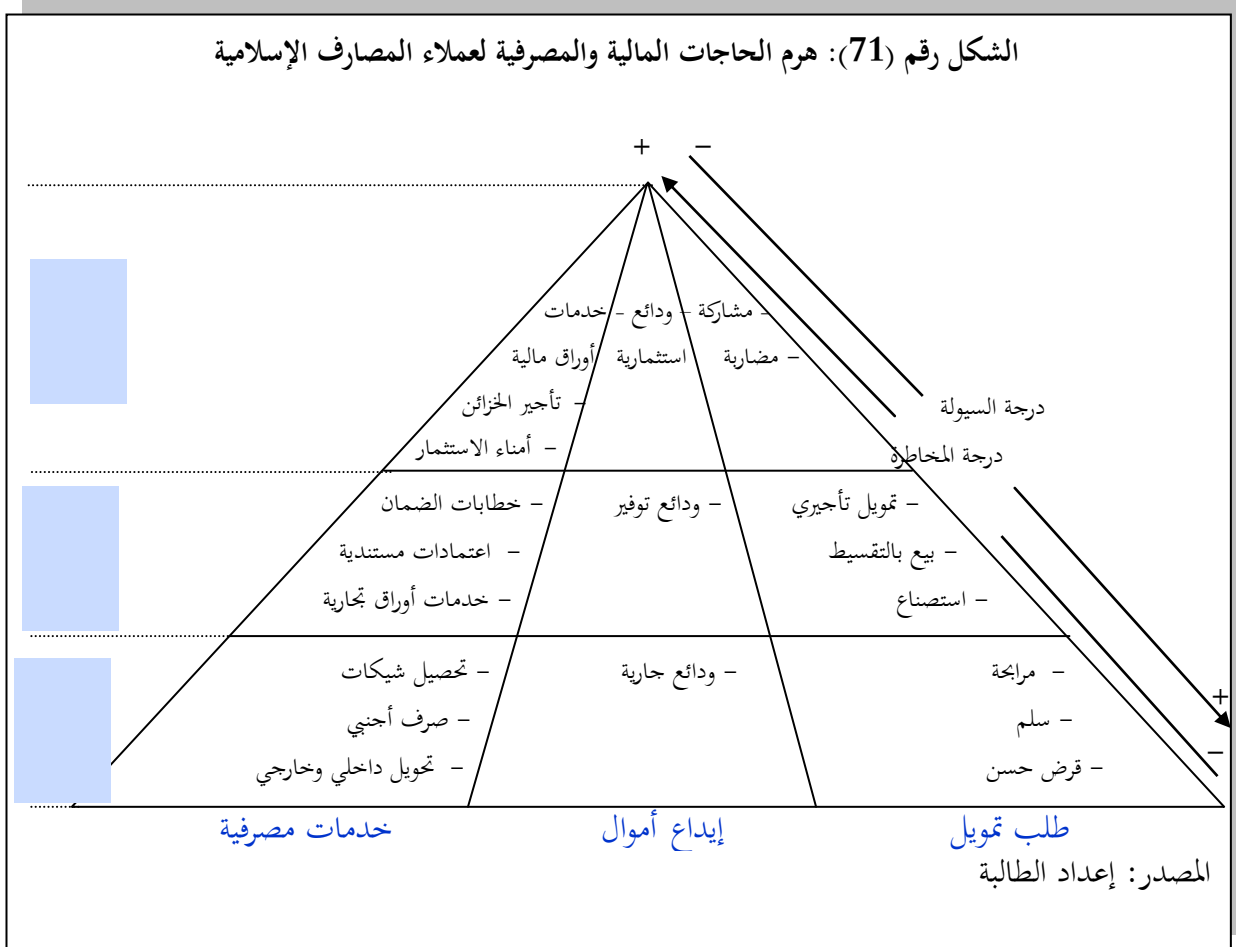 الشكل رقم (71): هرم الحاجات المالية والمصرفية لعملاء المصارف الإسلامية
+ –
– مشاركة – ودائع - خدمات
– مضاربة استثمارية أوراق مالية
– تأجير الخزائن
– أمناء الاستثمار
درجة السيولة
درجة المخاطرة
– تمويل تأجيري – ودائع توفير – خطابات الضمان
– بيع بالتقسيط – اعتمادات مستندية
– استصناع – خدمات أوراق تجارية
– مرابحة – ودائع جارية – تحصيل شيكات
+
– سلم – صرف أجنبي
–
– قرض حسن – تحويل داخلي وخارجي
طلب تمويل إيداع أموال خدمات مصرفية
المصدر: إعداد الطالبة